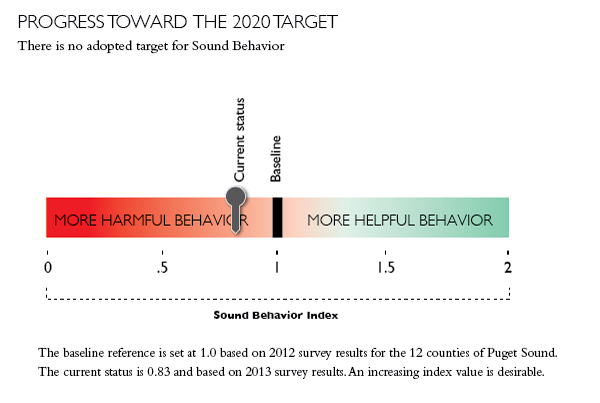 PROGRESS TOWARD THE 2020 TARGET
There is no adopted target for Sound Behavior
Current status
Baseline
MORE HARMFUL BEHAVIOR
MORE HELPFUL BEHAVIOR
0 .5 1 1.5 2
Sound Behavior Index
The baseline reference is set at 1.0 based on 2012 survey results for the 12 counties of Puget Sound.
The current status is 0.83 and based on 2013 survey results. An increasing index value is desirable.